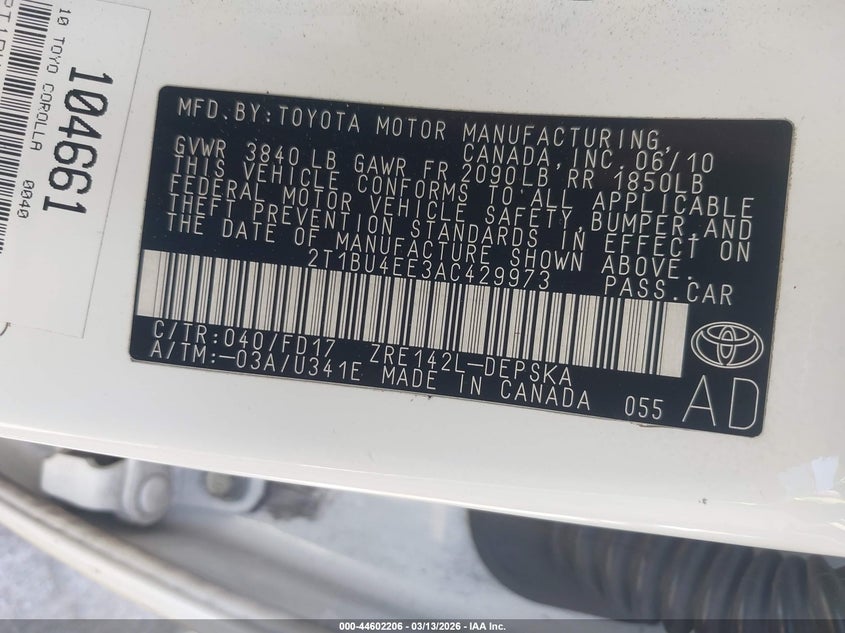 10 TOYO COROLLA 0040
104661
MFD.BY:TOYOTA MOTOR MANUFACTURING,
CANADA,INC.06/10
GVWR 3840 LB GAWR FR 2090LB RR 1850LB
THIS VEHICLE CONFORMS TO ALL APPLICABLE
FEDERAL MOTOR VEHICLE SAFETY,BUMPER,AND
THEFT PREVENTION STANDARDS IN EFFECT ON
THE DATE OF MANUFACTURE SHOWN ABOVE.
2T1BU4EE3AC429973 PASS.CAR
C/TR:040/FD17 ZRE142L-DEPSKA
A/TM:-03A/U341E MADE IN CANADA 055
AD
000-44602206 - 03/13/2026 - IAA Inc.